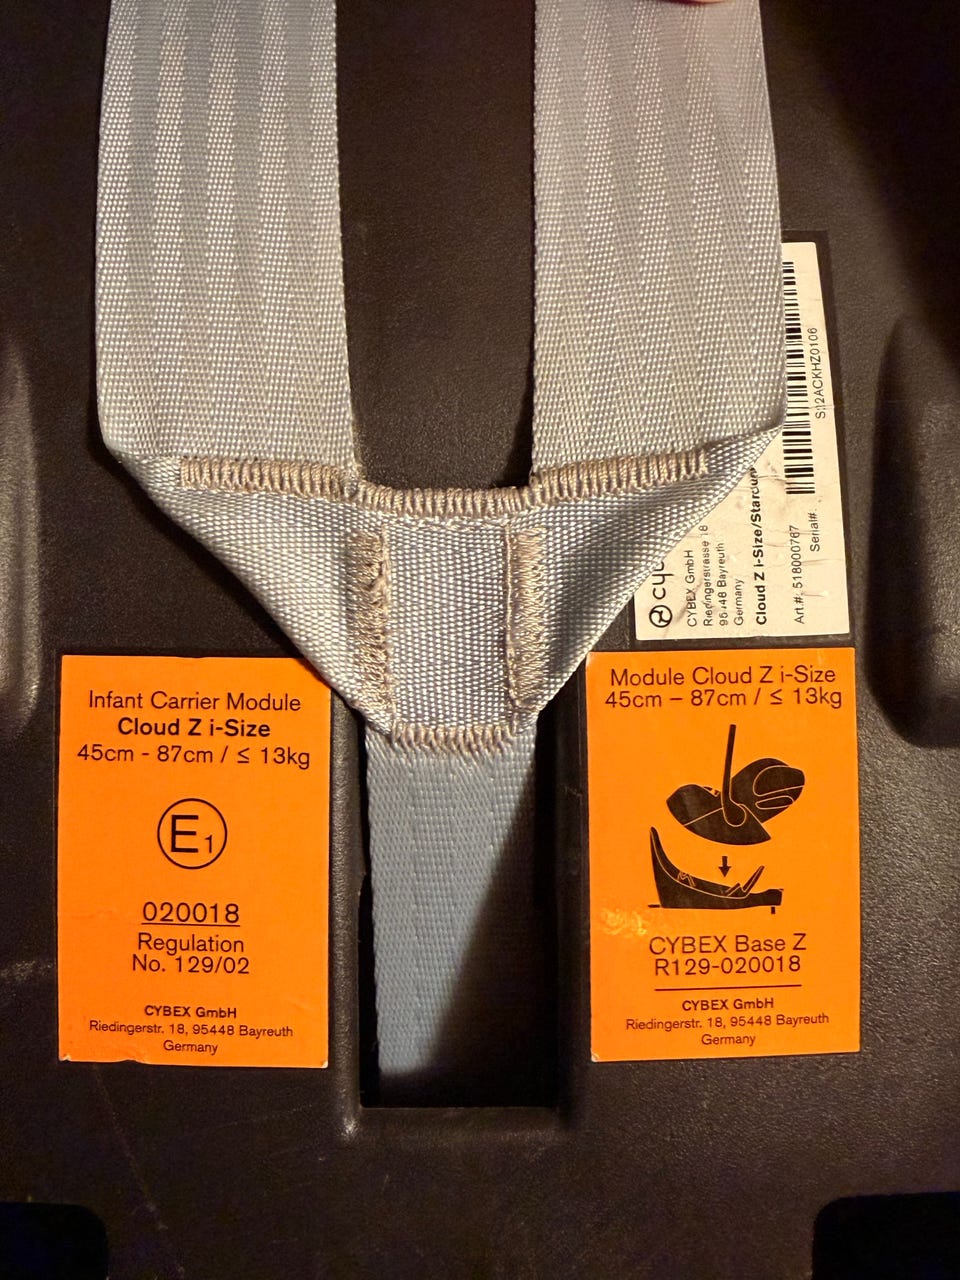 Infant Carrier Module
Cloud Z i-Size
45cm - 87cm / ≤ 13kg
E1
020018
Regulation
No. 129/02
CYBEX GmbH
Riedingerstr. 18, 95448 Bayreuth
Germany
CYBEX GmbH
Riedingerstrasse 18
95448 Bayreuth
Germany
Cloud Z i-Size/
Art.#: 518000767
Serial#:
Module Cloud Z i-Size
45cm – 87cm / ≤ 13kg
CYBEX Base Z
R129-020018
CYBEX GmbH
Riedingerstr. 18, 95448 Bayreuth
Germany